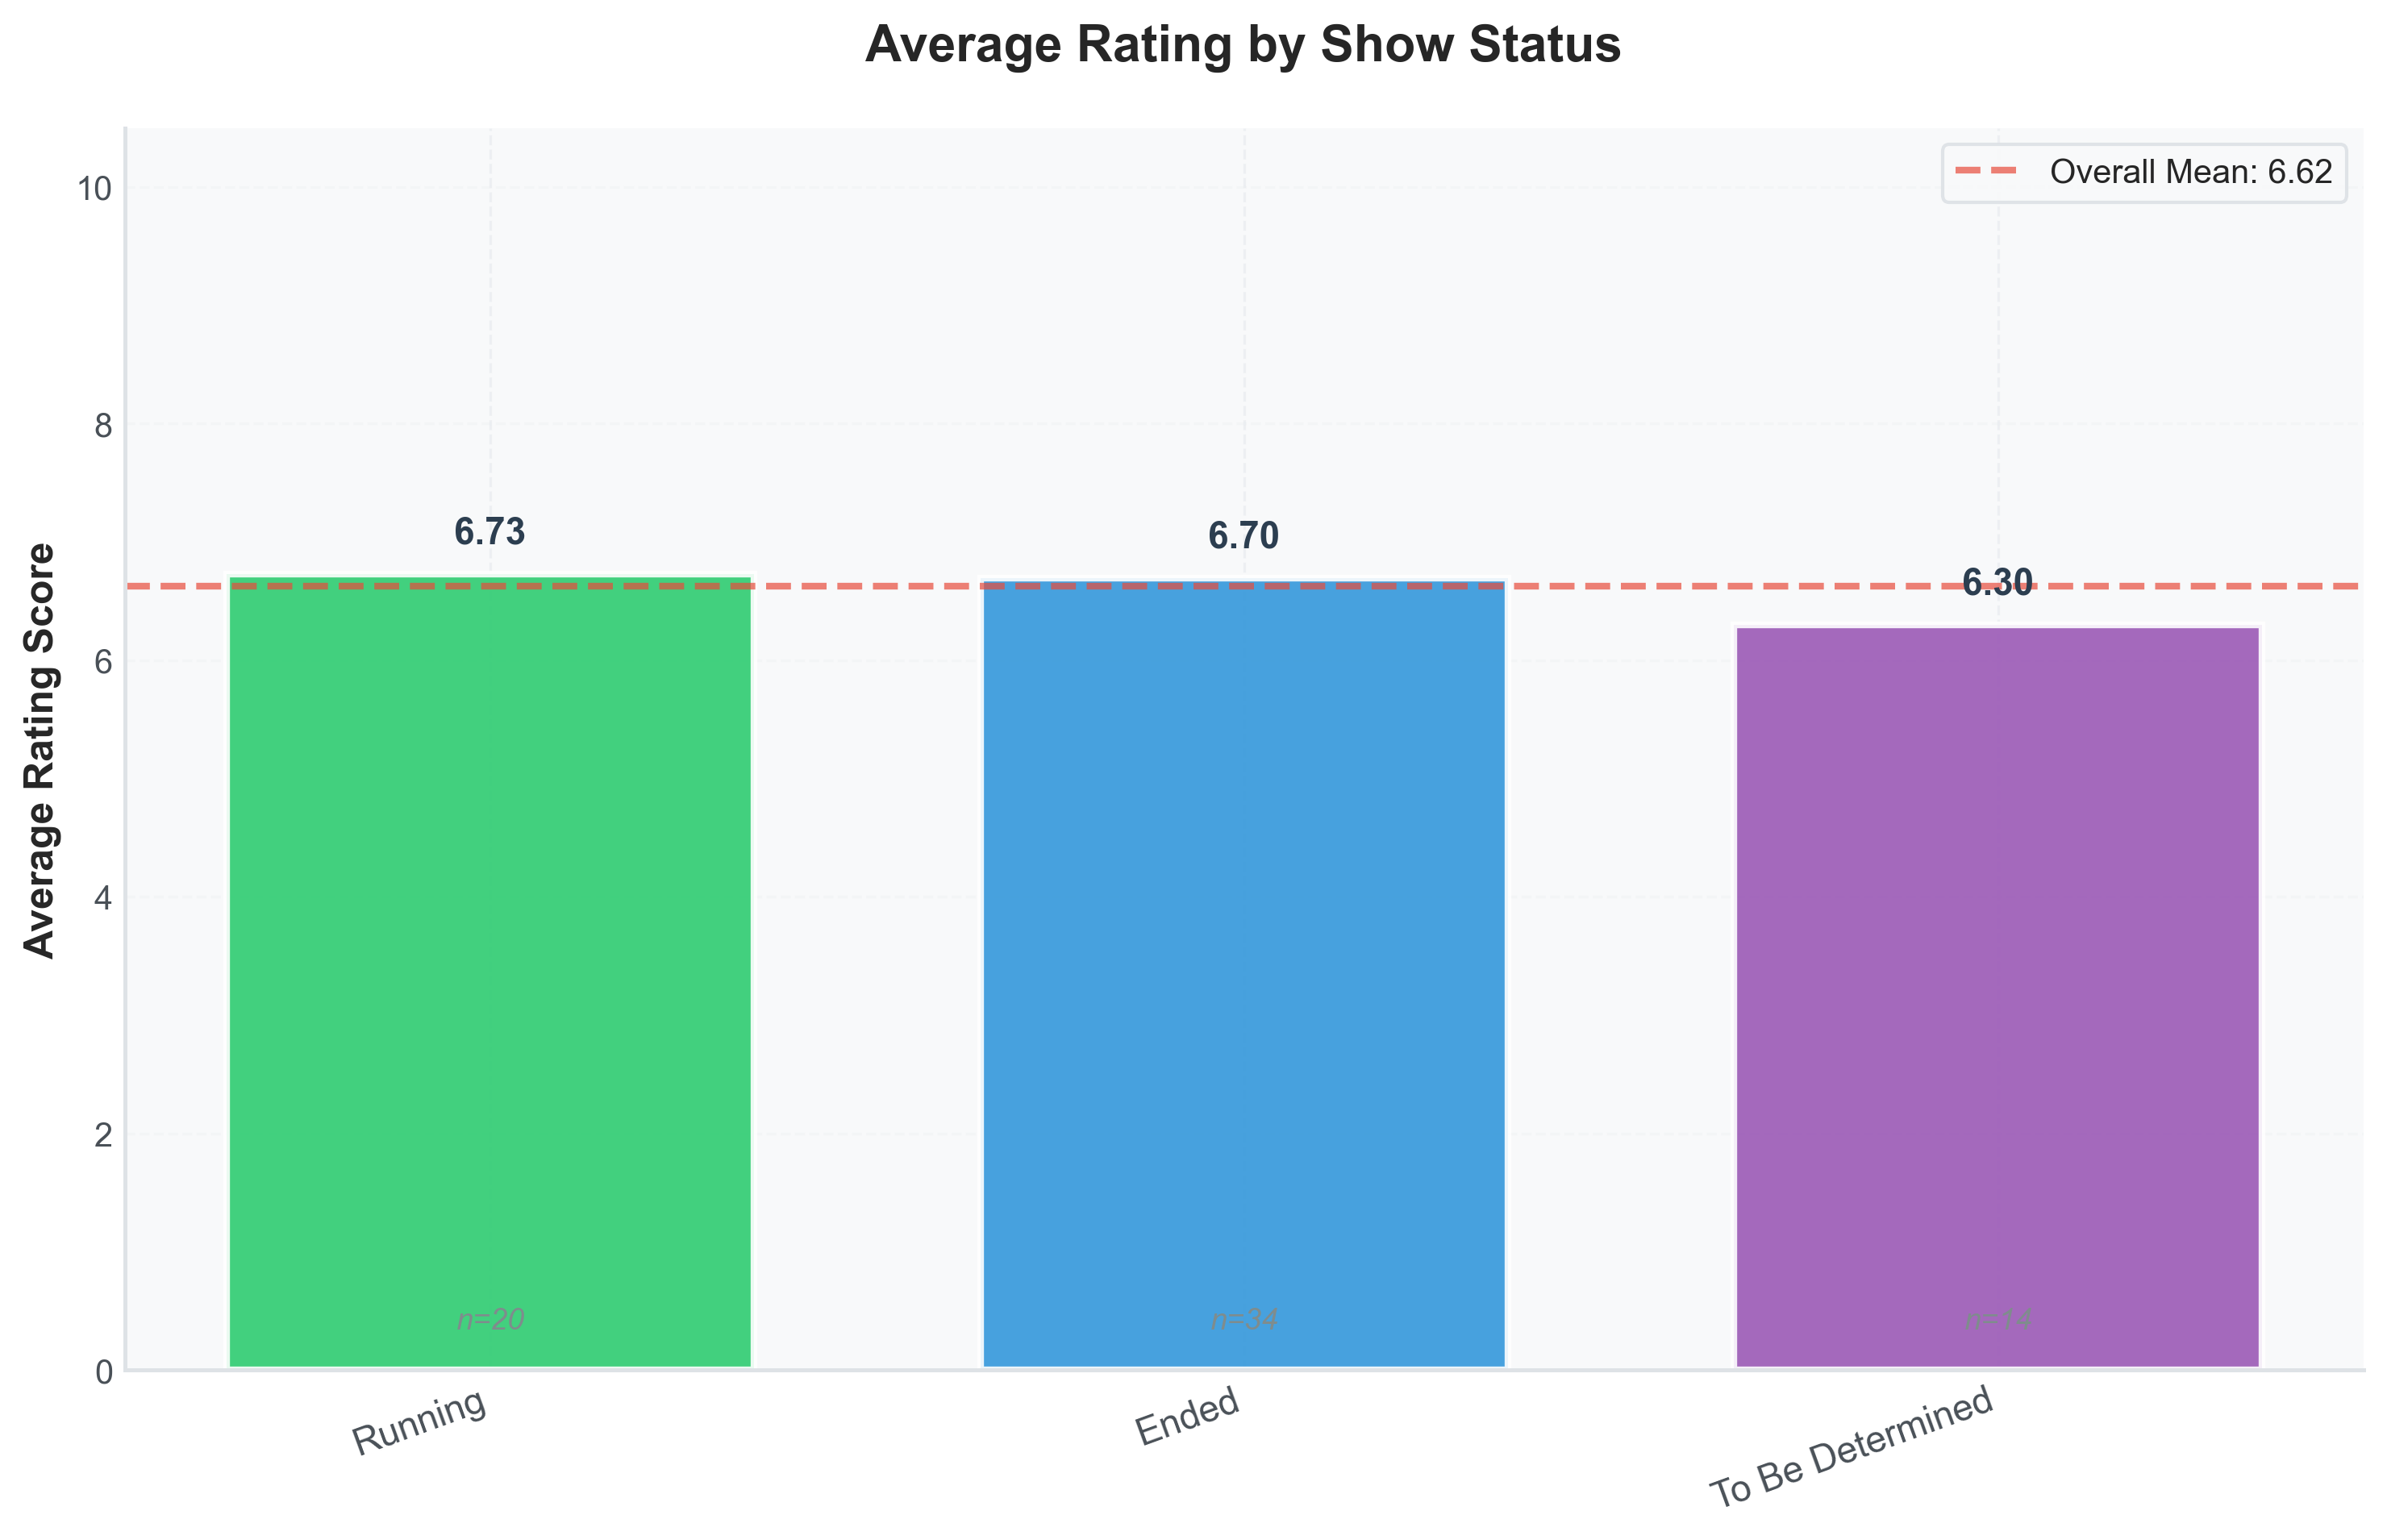 Average Rating by Show Status
Overall Mean: 6.62
Average Rating Score
10
8
6
4
2
0
6.73
6.70
6.30
n=20
n=34
n=14
Running
Ended
To Be Determined